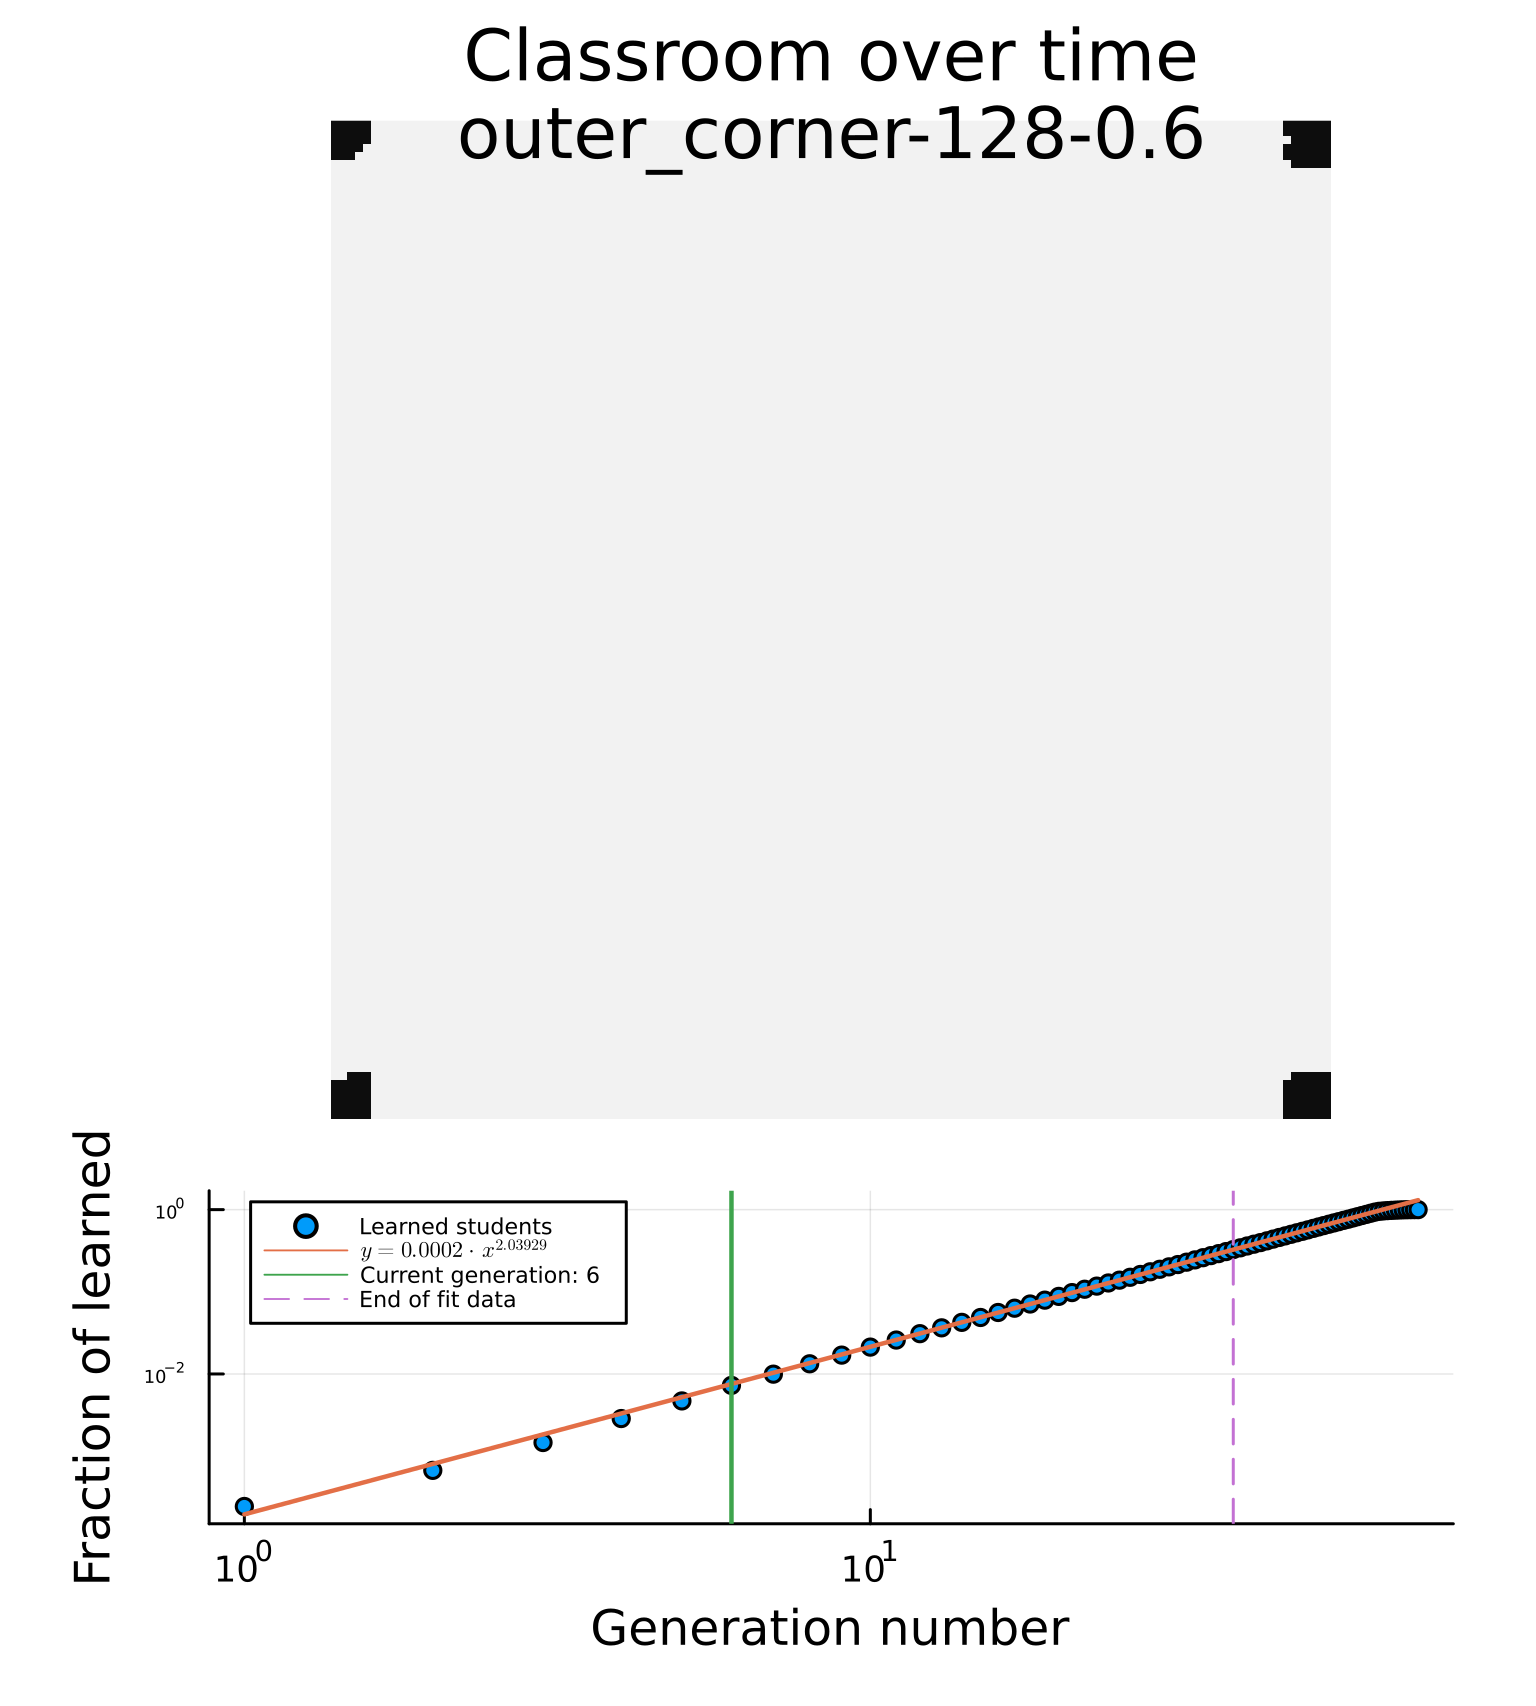 Classroom over time
outer_corner-128-0.6
Fraction of learned
10⁰
10⁻²
Learned students
y = 0.0002 · x^2.03929
Current generation: 6
End of fit data
10⁰
10¹
Generation number